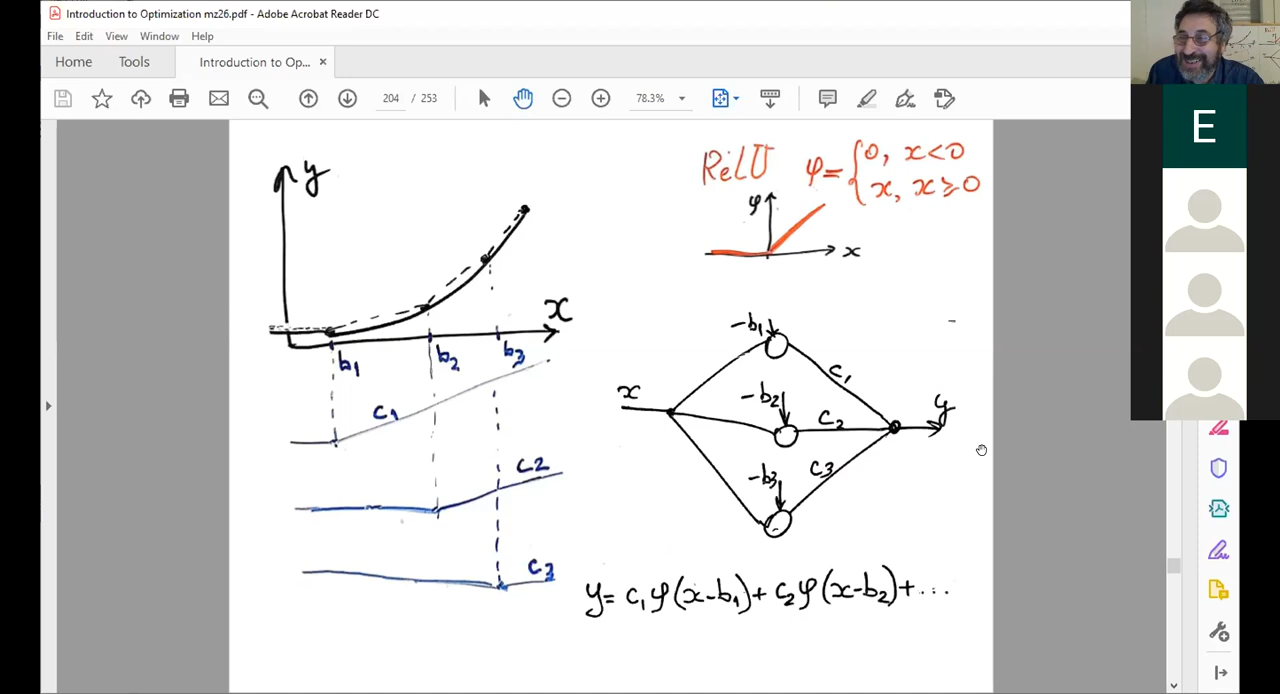 Introduction to Optimization mz26.pdf - Adobe Acrobat Reader DC
File Edit View Window Help
Home Tools Introduction to Op... ×
204 / 253 78.3%
E
y
x
b1 b2 b3
c1
c2
c3
ReLU φ= { 0, x<0
x, x≥0
φ
x
x
-b1
-b2
-b3
c1
c2
c3
y
y= c1 φ(x-b1)+ c2 φ(x-b2)+ ...